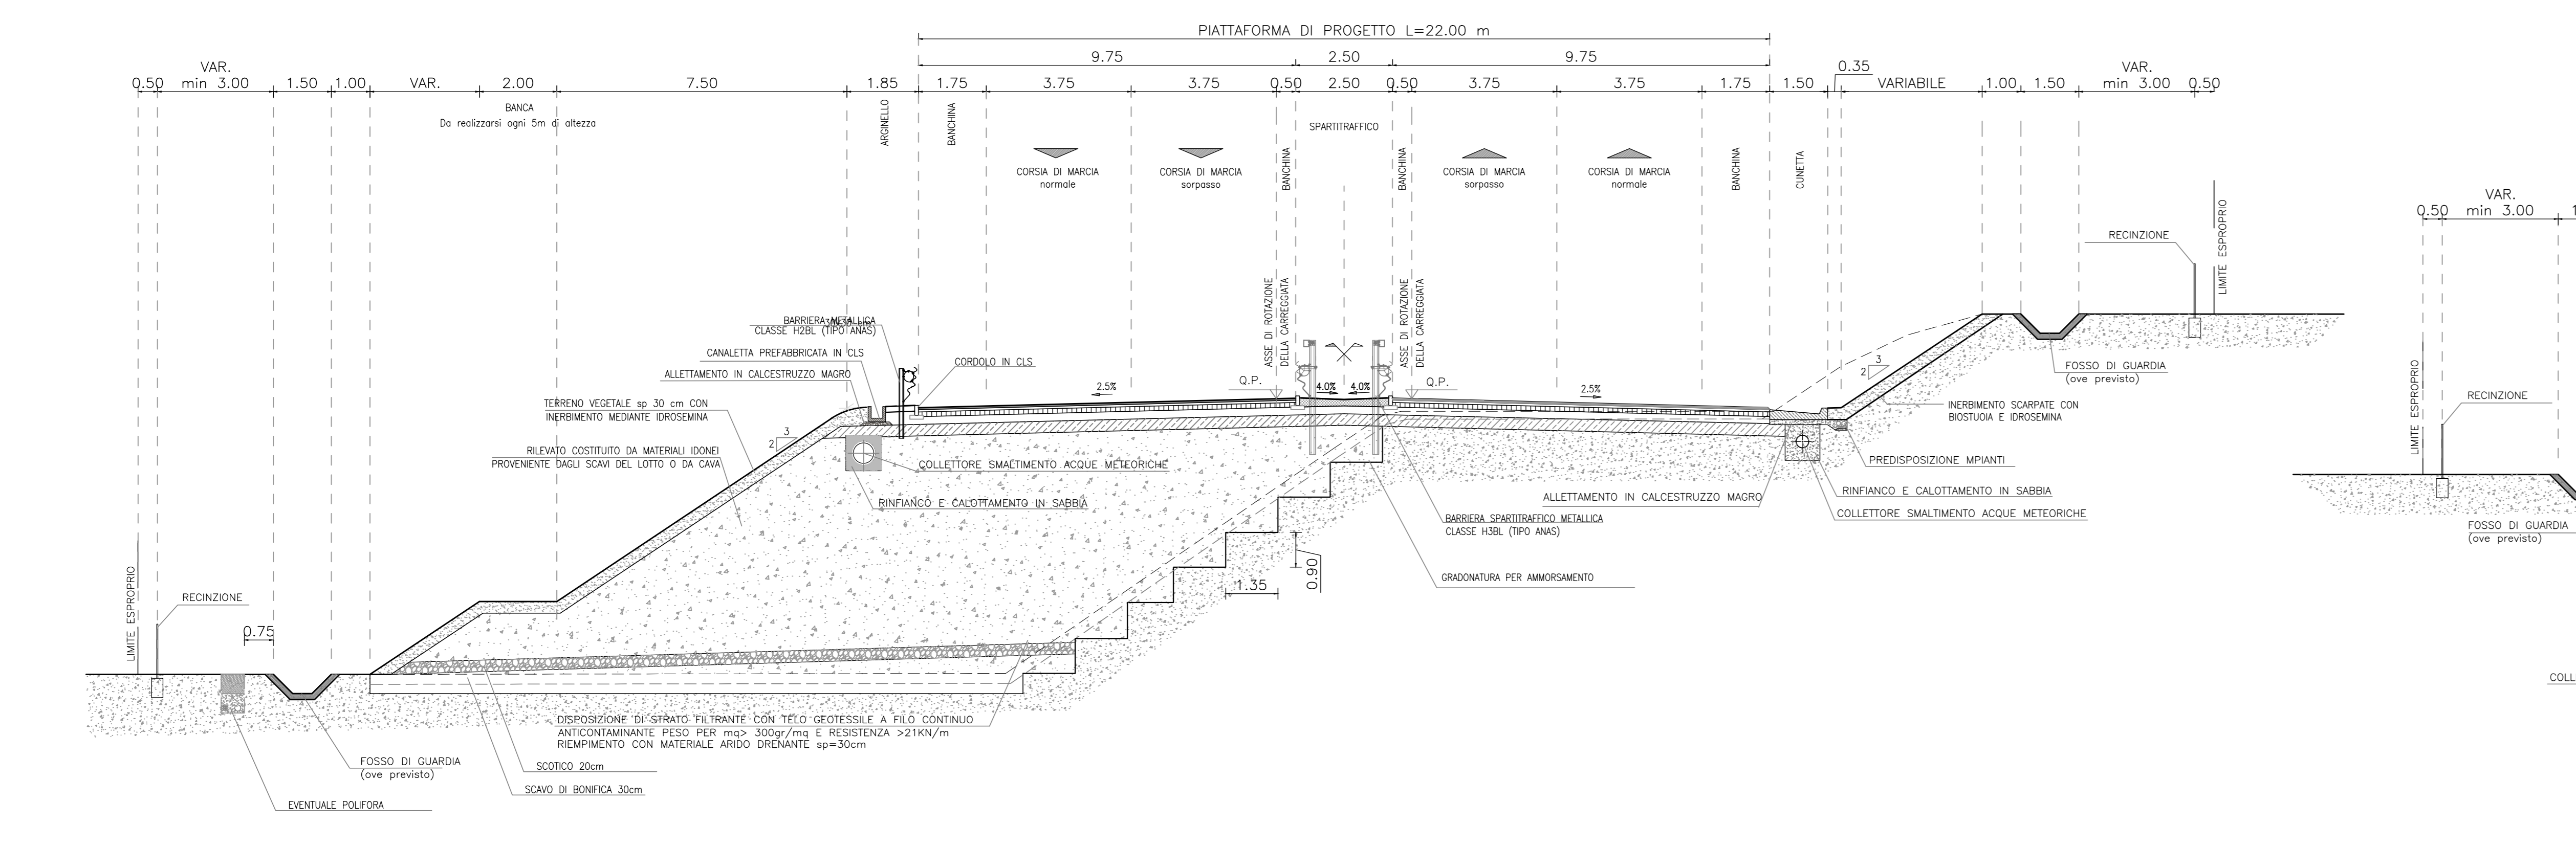 PIATTAFORMA DI PROGETTO L=22.00 m
9.75 2.50 9.75
VAR.
0.50 min 3.00 1.50 1.00 VAR. 2.00 7.50 1.85 1.75 3.75 3.75 0.50 2.50 0.50 3.75 3.75 1.75 1.50 0.35 VARIABILE 1.00 1.50
VAR.
min 3.00 0.50
BANCA
Da realizzarsi ogni 5m di altezza
ARGINELLO
BANCHINA
CORSIA DI MARCIA
normale
CORSIA DI MARCIA
sorpasso
BANCHINA
SPARTITRAFFICO
BANCHINA
CORSIA DI MARCIA
sorpasso
CORSIA DI MARCIA
normale
BANCHINA
CUNETTA
RECINZIONE
LIMITE ESPROPRIO
ASSE DI ROTAZIONE
DELLA CARREGGIATA
ASSE DI ROTAZIONE
DELLA CARREGGIATA
BARRIERA METALLICA
CLASSE H2BL (TIPO ANAS)
CANALETTA PREFABBRICATA IN CLS
ALLETTAMENTO IN CALCESTRUZZO MAGRO
CORDOLO IN CLS
2.5%
Q.P.
4.0%
4.0%
Q.P.
2.5%
3
2
FOSSO DI GUARDIA
(ove previsto)
INERBIMENTO SCARPATE CON
BIOSTUOIA E IDROSEMINA
TERRENO VEGETALE sp 30 cm CON
INERBIMENTO MEDIANTE IDROSEMINA
3
2
RILEVATO COSTITUITO DA MATERIALI IDONEI
PROVENIENTE DAGLI SCAVI DEL LOTTO O DA CAVA
COLLETTORE SMALTIMENTO ACQUE METEORICHE
RINFIANCO E CALOTTAMENTO IN SABBIA
PREDISPOSIZIONE MPIANTI
RINFIANCO E CALOTTAMENTO IN SABBIA
COLLETTORE SMALTIMENTO ACQUE METEORICHE
ALLETTAMENTO IN CALCESTRUZZO MAGRO
BARRIERA SPARTITRAFFICO METALLICA
CLASSE H3BL (TIPO ANAS)
GRADONATURA PER AMMORSAMENTO
0.90
1.35
LIMITE ESPROPRIO
RECINZIONE
0.75
DISPOSIZIONE DI STRATO FILTRANTE CON TELO GEOTESSILE A FILO CONTINUO
ANTICONTAMINANTE PESO PER mq> 300gr/mq E RESISTENZA >21KN/m
RIEMPIMENTO CON MATERIALE ARIDO DRENANTE sp=30cm
SCOTICO 20cm
SCAVO DI BONIFICA 30cm
FOSSO DI GUARDIA
(ove previsto)
EVENTUALE POLIFORA
VAR.
0.50 min 3.00
LIMITE ESPROPRIO
RECINZIONE
FOSSO DI GUARDIA
(ove previsto)
COLL